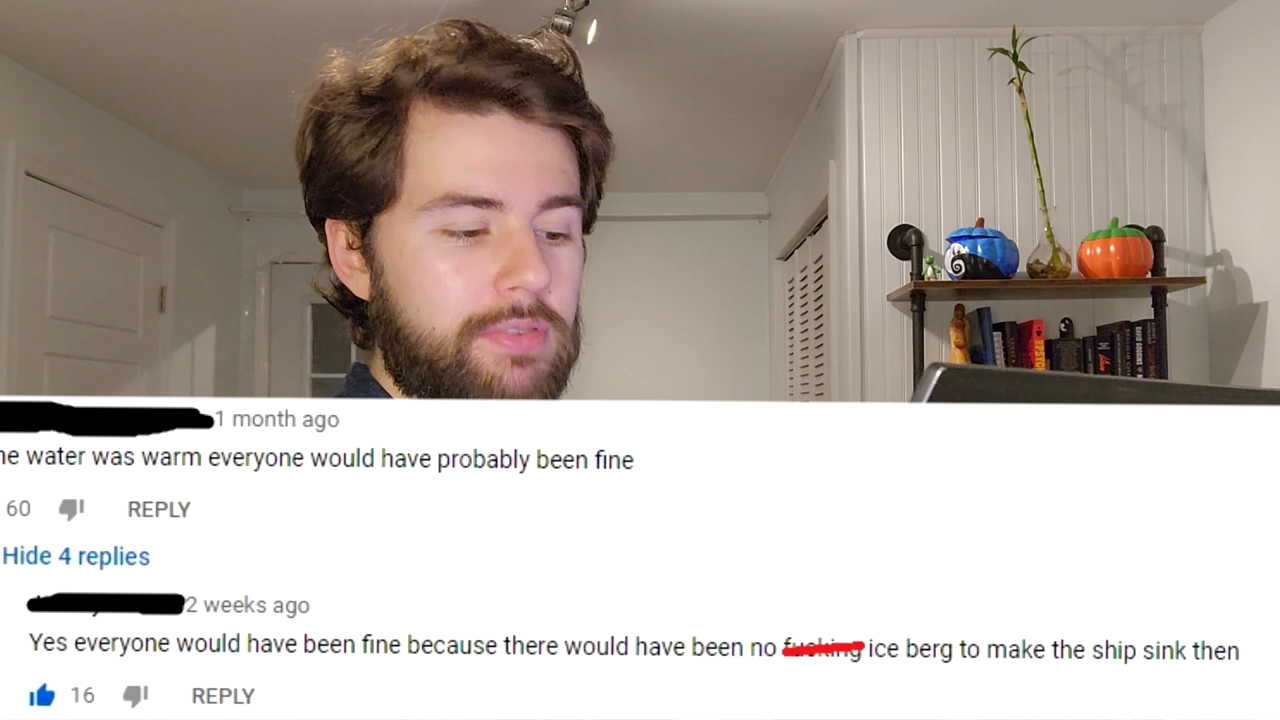 1 month ago
he water was warm everyone would have probably been fine
60 REPLY
Hide 4 replies
2 weeks ago
Yes everyone would have been fine because there would have been no fucking ice berg to make the ship sink then
16 REPLY